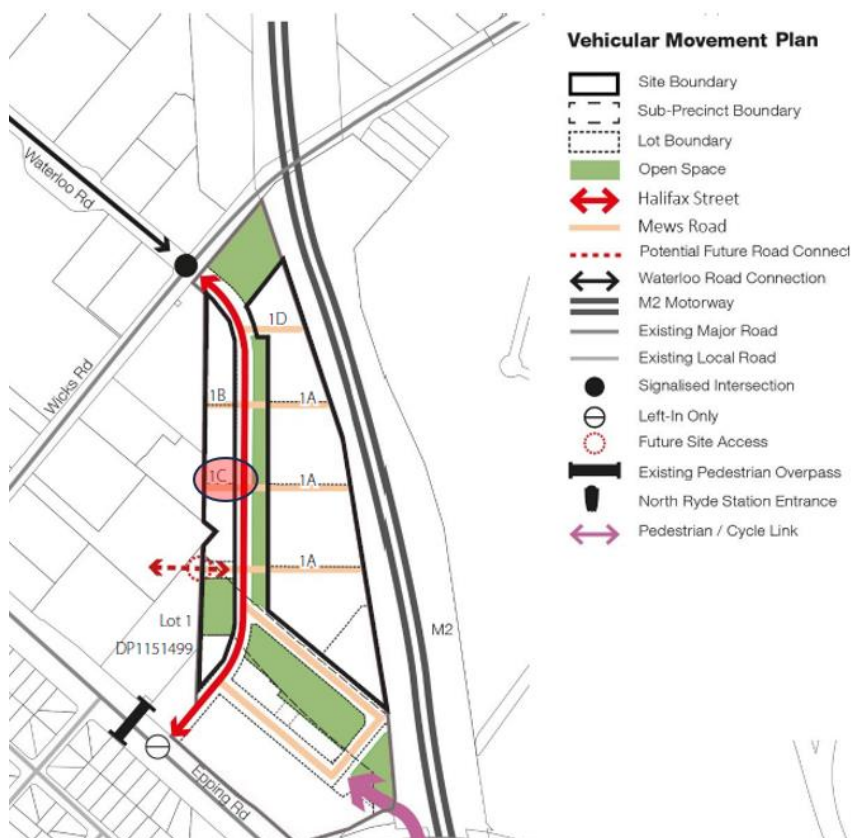 Vehicular Movement Plan
Site Boundary
Sub-Precinct Boundary
Lot Boundary
Open Space
Halifax Street
Mews Road
Potential Future Road Connect
Waterloo Road Connection
M2 Motorway
Existing Major Road
Existing Local Road
Signalised Intersection
Left-In Only
Future Site Access
Existing Pedestrian Overpass
North Ryde Station Entrance
Pedestrian / Cycle Link
Waterloo Rd
Wicks Rd
1D
1B
1A
1C
1A
1A
Lot 1
DP1151499
M2
Epping Rd